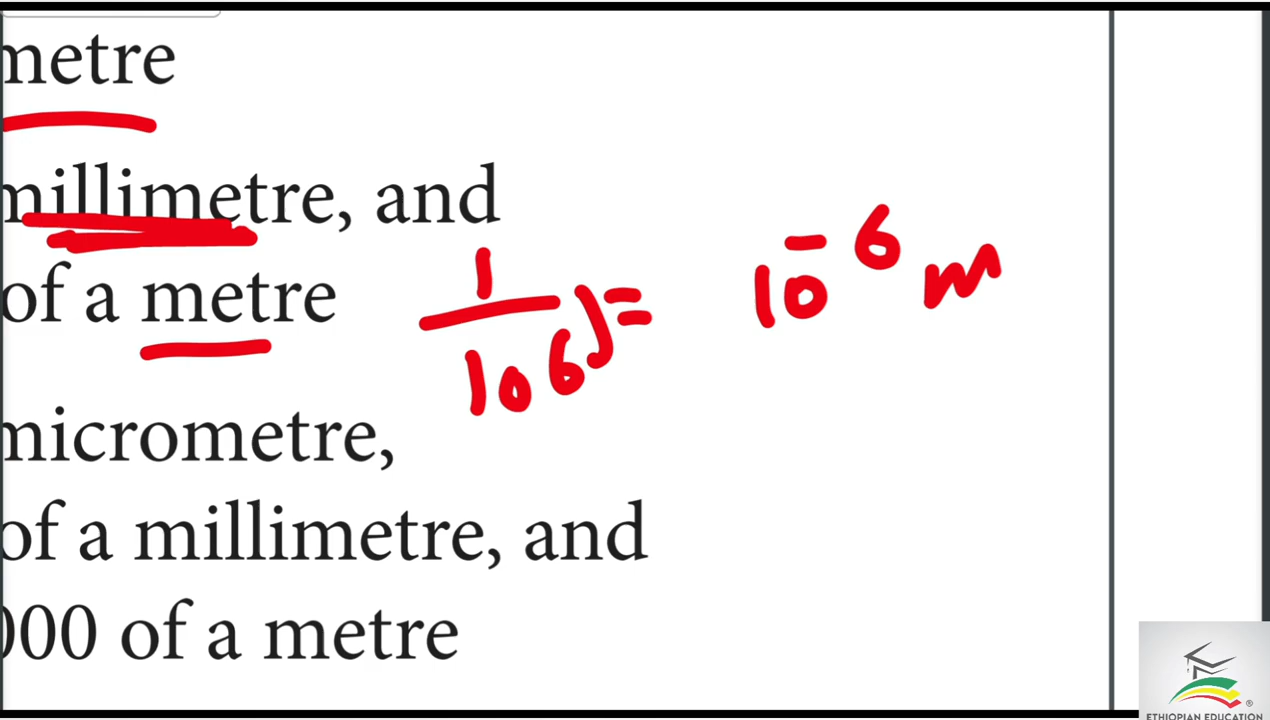 metre
millimetre, and
of a metre
1/10⁶) = 10⁻⁶ m
micrometre,
of a millimetre, and
000 of a metre
ETHIOPIAN EDUCATION
®